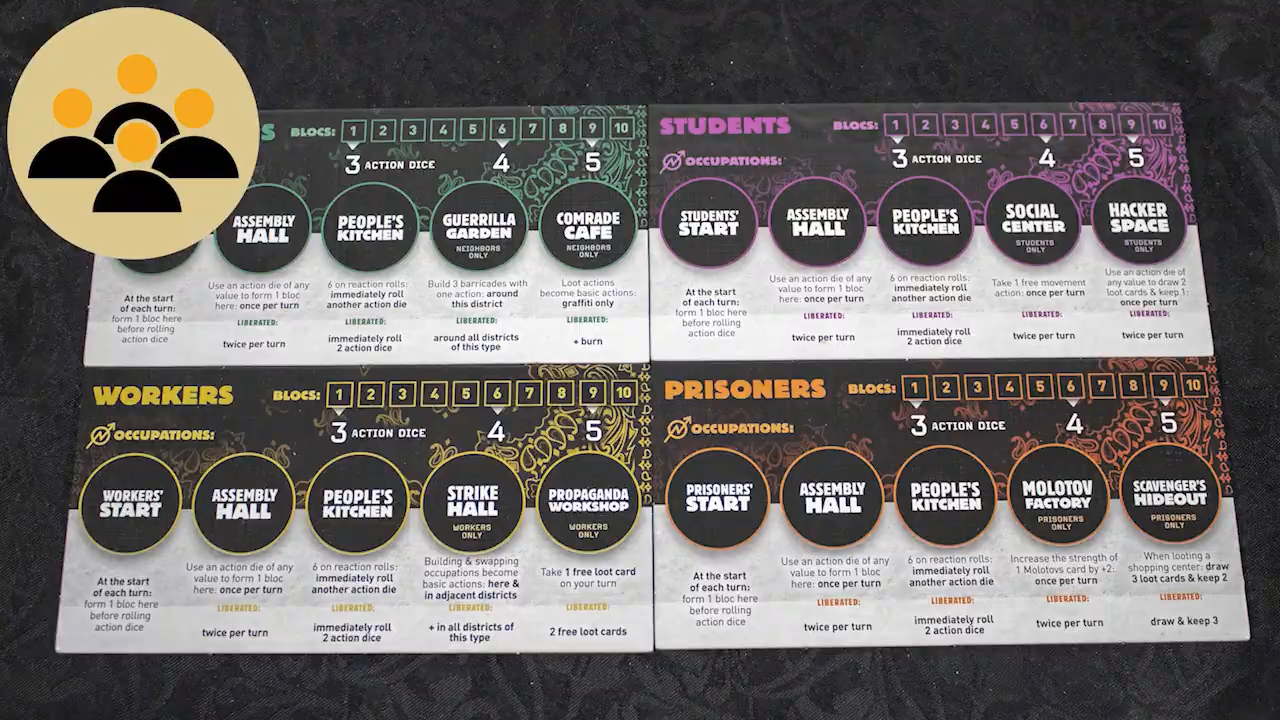 S BLOCS: 1 2 3 4 5 6 7 8 9 10
3 ACTION DICE 4 5
ASSEMBLY
HALL
PEOPLE'S
KITCHEN
GUERRILLA
GARDEN
NEIGHBORS
ONLY
COMRADE
CAFE
NEIGHBORS
ONLY
At the start
of each turn:
form 1 bloc here
before rolling
action dice
Use an action die of any
value to form 1 bloc
here: once per turn
LIBERATED:
twice per turn
6 on reaction rolls:
immediately roll
another action die
LIBERATED:
immediately roll
2 action dice
Build 3 barricades with
one action: around
this district
LIBERATED:
around all districts
of this type
Loot actions
become basic actions:
graffiti only
LIBERATED:
+ burn
STUDENTS BLOCS: 1 2 3 4 5 6 7 8 9 10
OCCUPATIONS: 3 ACTION DICE 4 5
STUDENTS'
START
ASSEMBLY
HALL
PEOPLE'S
KITCHEN
SOCIAL
CENTER
STUDENTS
ONLY
HACKER
SPACE
STUDENTS
ONLY
At the start
of each turn:
form 1 bloc here
before rolling
action dice
Use an action die of any
value to form 1 bloc
here: once per turn
LIBERATED:
twice per turn
6 on reaction rolls:
immediately roll
another action die
LIBERATED:
immediately roll
2 action dice
Take 1 free movement
action: once per turn
LIBERATED:
twice per turn
Use an action die of
any value to draw 2
loot cards & keep 1:
once per turn
LIBERATED:
twice per turn
WORKERS BLOCS: 1 2 3 4 5 6 7 8 9 10
OCCUPATIONS: 3 ACTION DICE 4 5
WORKERS'
START
ASSEMBLY
HALL
PEOPLE'S
KITCHEN
STRIKE
HALL
WORKERS
ONLY
PROPAGANDA
WORKSHOP
WORKERS
ONLY
At the start
of each turn:
form 1 bloc here
before rolling
action dice
Use an action die of any
value to form 1 bloc
here: once per turn
LIBERATED:
twice per turn
6 on reaction rolls:
immediately roll
another action die
LIBERATED:
immediately roll
2 action dice
Building & swapping
occupations become
basic actions: here &
in adjacent districts
LIBERATED:
+ in all districts of
this type
Take 1 free loot card
on your turn
LIBERATED:
2 free loot cards
PRISONERS BLOCS: 1 2 3 4 5 6 7 8 9 10
OCCUPATIONS: 3 ACTION DICE 4 5
PRISONERS'
START
ASSEMBLY
HALL
PEOPLE'S
KITCHEN
MOLOTOV
FACTORY
PRISONERS
ONLY
SCAVENGER'S
HIDEOUT
PRISONERS
ONLY
At the start
of each turn:
form 1 bloc here
before rolling
action dice
Use an action die of any
value to form 1 bloc
here: once per turn
LIBERATED:
twice per turn
6 on reaction rolls:
immediately roll
another action die
LIBERATED:
immediately roll
2 action dice
Increase the strength of
1 Molotovs card by +2:
once per turn
LIBERATED:
twice per turn
When looting a
shopping center: draw
3 loot cards & keep 2
LIBERATED:
draw & keep 3